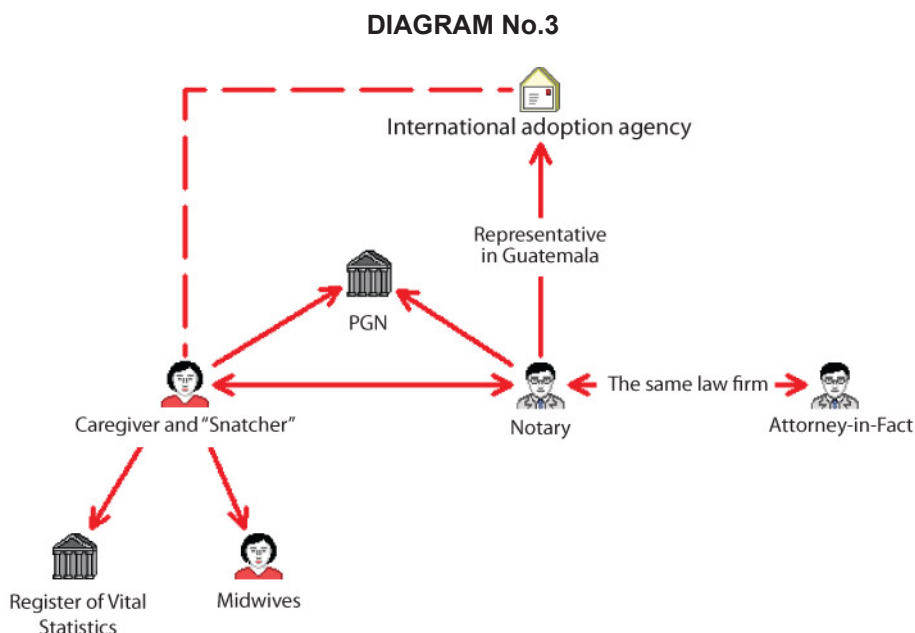 DIAGRAM No.3
International adoption agency
Representative
in Guatemala
PGN
Caregiver and “Snatcher”
Notary
The same law firm
Attorney-in-Fact
Register of Vital
Statistics
Midwives